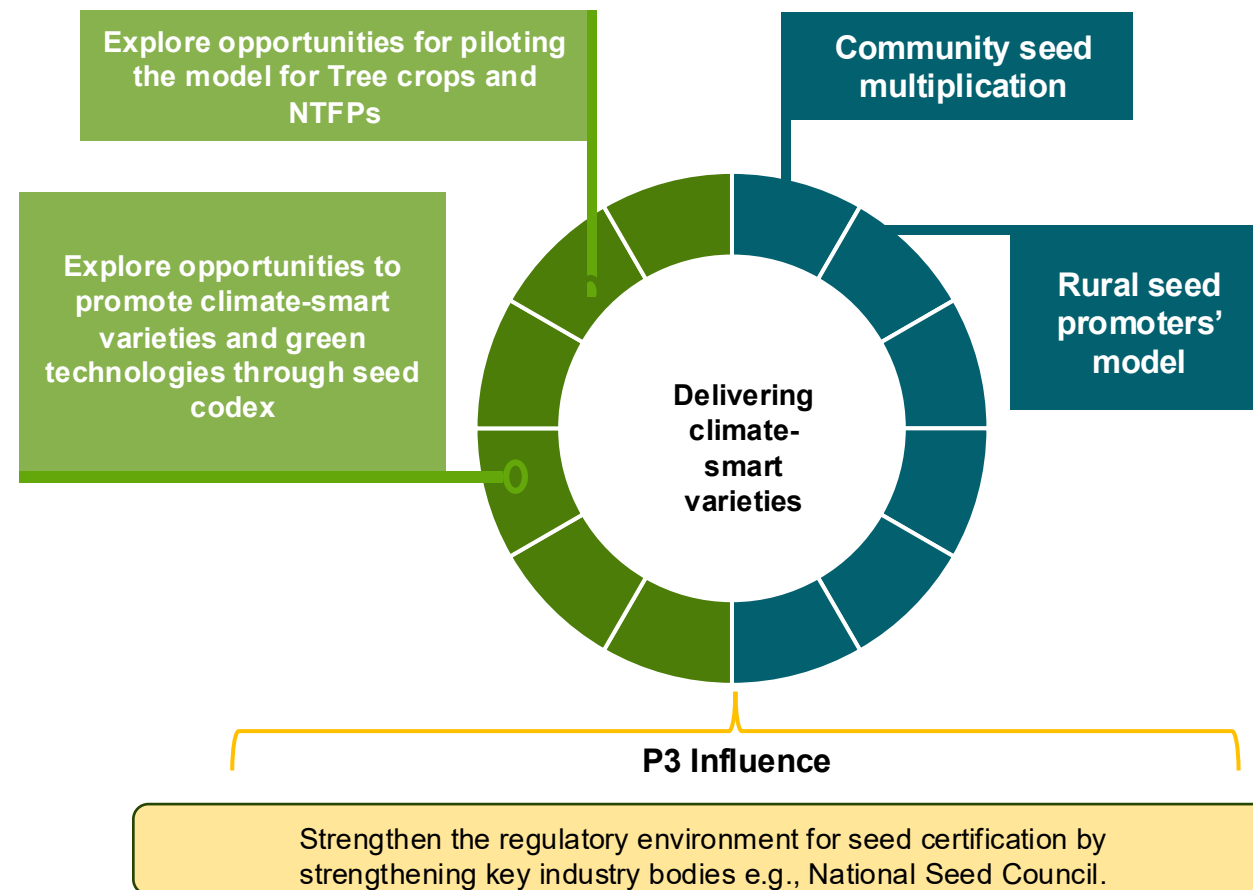 Explore opportunities for piloting
the model for Tree crops and
NTFPs
Community seed
multiplication
Explore opportunities to
promote climate-smart
varieties and green
technologies through seed
codex
Rural seed
promoters’
model
Delivering
climate-
smart
varieties
P3 Influence
Strengthen the regulatory environment for seed certification by
strengthening key industry bodies e.g., National Seed Council.